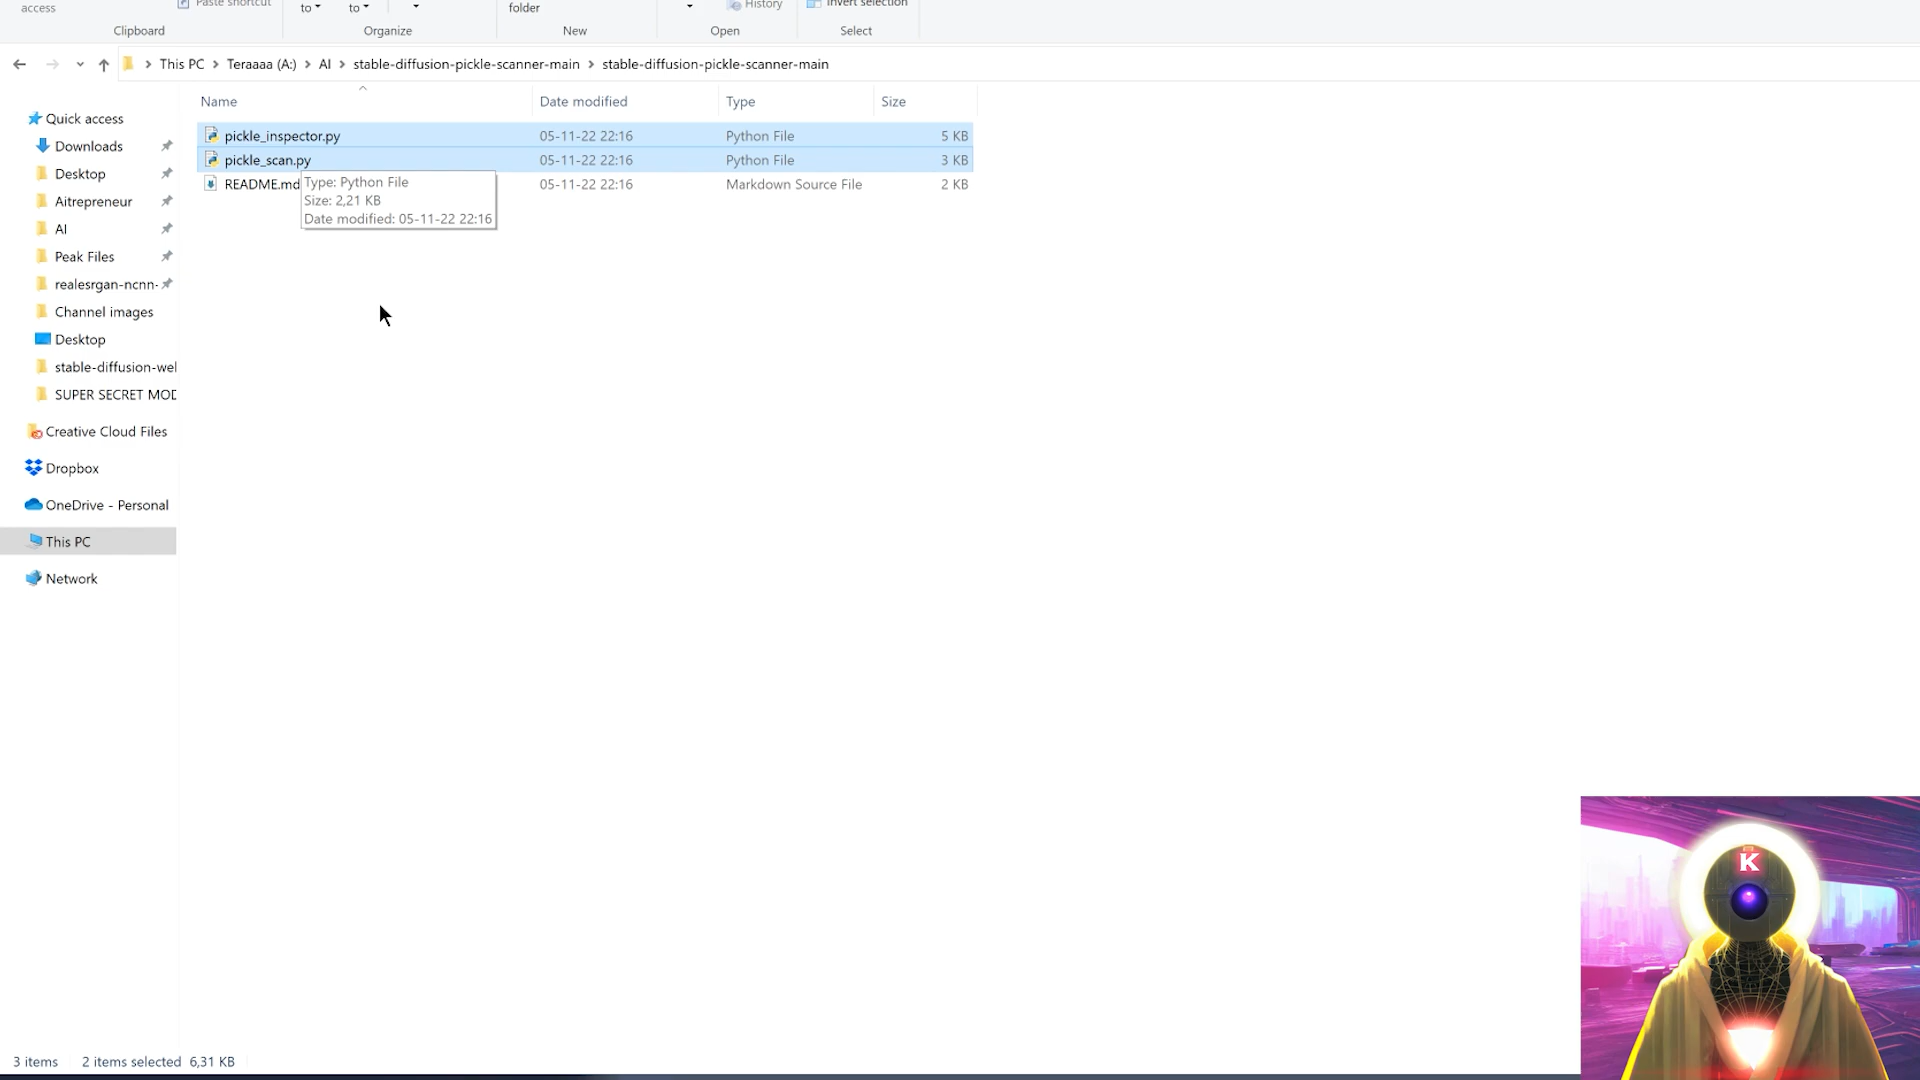 access
Paste shortcut
to
to
folder
History
Invert selection
Clipboard
Organize
New
Open
Select
This PC
Teraaaa (A:)
AI
stable-diffusion-pickle-scanner-main
stable-diffusion-pickle-scanner-main
Name
Date modified
Type
Size
pickle_inspector.py
05-11-22 22:16
Python File
5 KB
pickle_scan.py
05-11-22 22:16
Python File
3 KB
README.md
05-11-22 22:16
Markdown Source File
2 KB
Type: Python File
Size: 2,21 KB
Date modified: 05-11-22 22:16
Quick access
Downloads
Desktop
Aitrepreneur
AI
Peak Files
realesrgan-ncnn-
Channel images
Desktop
stable-diffusion-wel
SUPER SECRET MOD
Creative Cloud Files
Dropbox
OneDrive - Personal
This PC
Network
K
3 items
2 items selected 6,31 KB